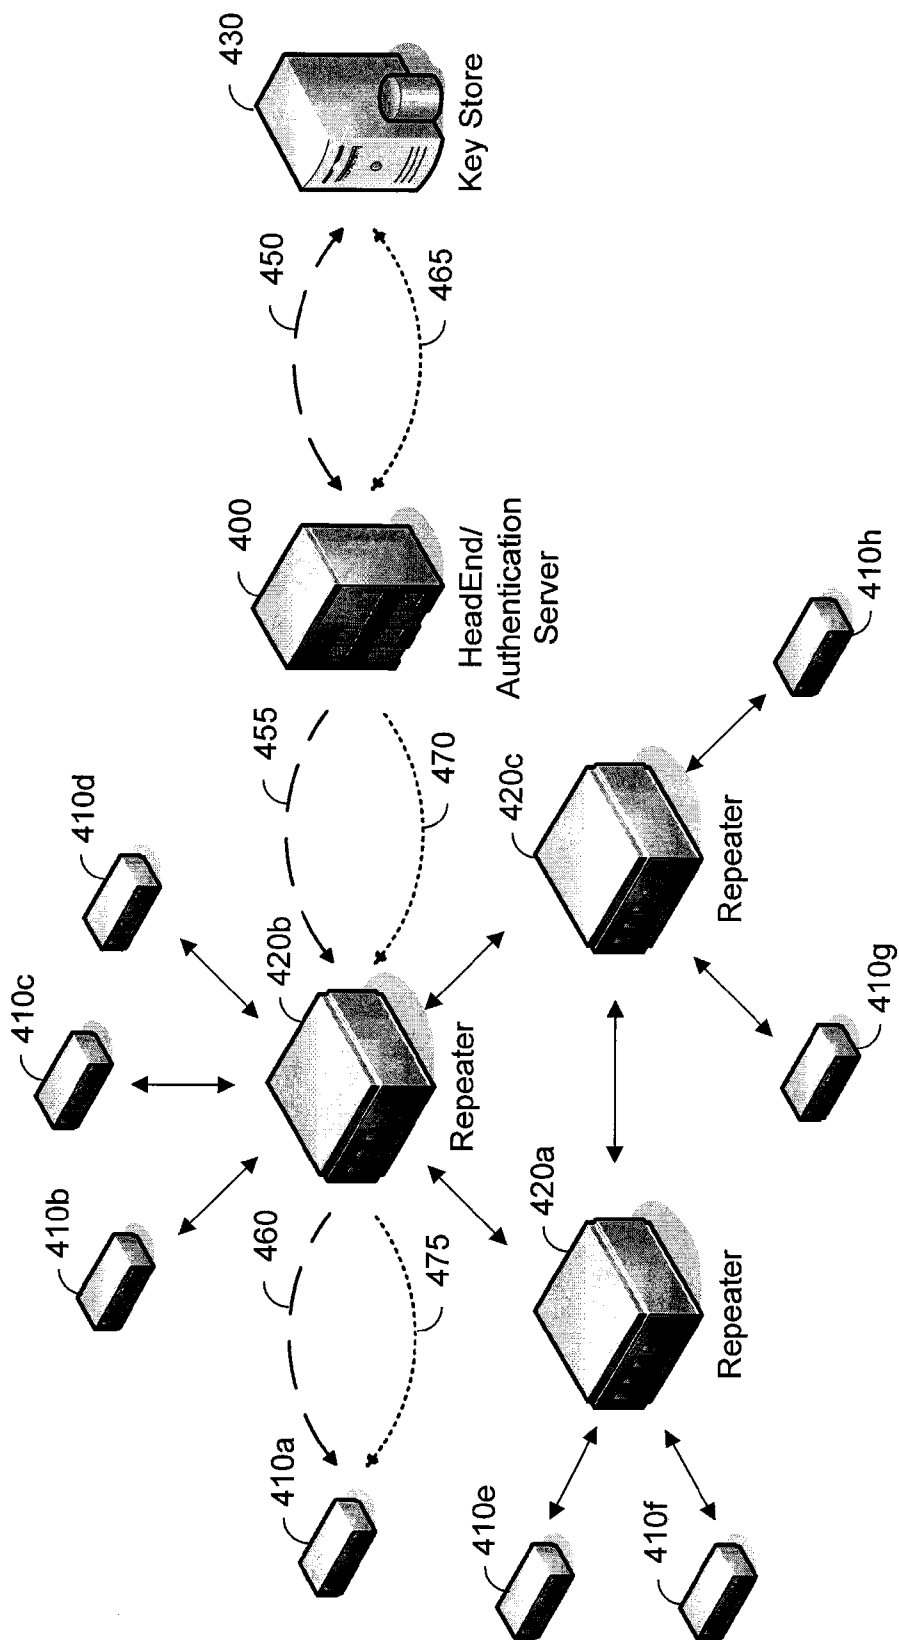 410c
410b
410d
410a
460
420b
455
400
450
430
475
470
465
Repeater
HeadEnd/
Authentication
Server
Key Store
410e
420a
420c
410f
Repeater
Repeater
410g
410h